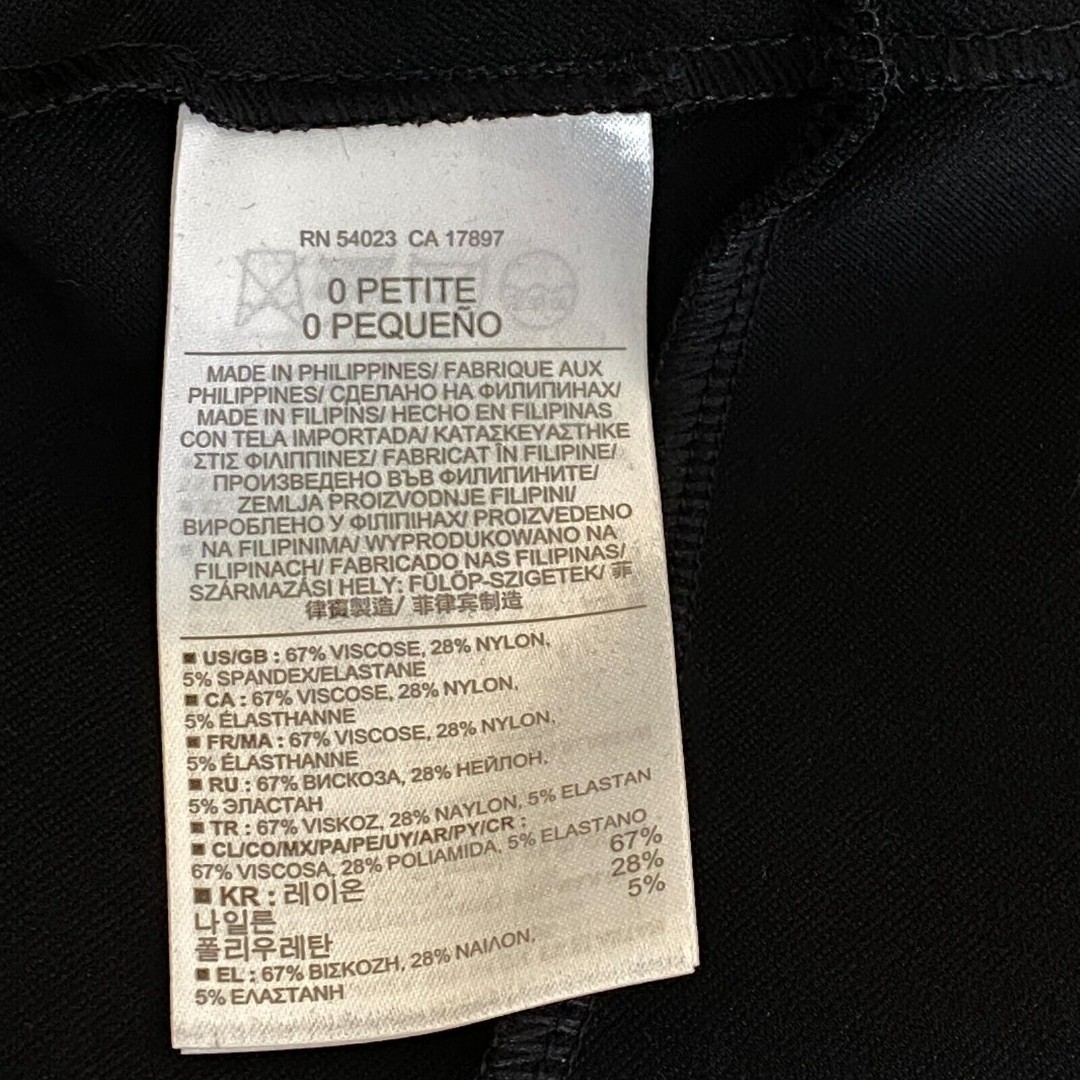 RN 54023 CA 17897
0 PETITE
0 PEQUEÑO
MADE IN PHILIPPINES/ FABRIQUE AUX
PHILIPPINES/ СДЕЛАНО НА ФИЛИПИНАХ/
MADE IN FILIPINS/ HECHO EN FILIPINAS
CON TELA IMPORTADA/ ΚΑΤΑΣΚΕΥΑΣΤΗΚΕ
ΣΤΙΣ ΦΙΛΙΠΠΙΝΕΣ/ FABRICAT ÎN FILIPINE/
ПРОИЗВЕДЕНО ВЪВ ФИЛИПИНИТЕ/
ZEMLJA PROIZVODNJE FILIPINI/
ВИРОБЛЕНО У ФІЛІПІНАХ/ PROIZVEDENO
NA FILIPINIMA/ WYPRODUKOWANO NA
FILIPINACH/ FABRICADO NAS FILIPINAS/
SZÁRMAZÁSI HELY: FÜLÖP-SZIGETEK/ 菲
律賓製造/ 菲律宾制造
■ US/GB : 67% VISCOSE, 28% NYLON,
5% SPANDEX/ELASTANE
■ CA : 67% VISCOSE, 28% NYLON,
5% ÉLASTHANNE
■ FR/MA : 67% VISCOSE, 28% NYLON,
5% ÉLASTHANNE
■ RU : 67% ВИСКОЗА, 28% НЕЙЛОН,
5% ЭЛАСТАН
■ TR : 67% VISKOZ, 28% NAYLON, 5% ELASTAN
■ CL/CO/MX/PA/PE/UY/AR/PY/CR :
67% VISCOSA, 28% POLIAMIDA, 5% ELASTANO
■ KR : 레이온 67%
나일론 28%
폴리우레탄 5%
■ EL : 67% ΒΙΣΚΟΖΗ, 28% ΝΑΙΛΟΝ,
5% ΕΛΑΣΤΑΝΗ